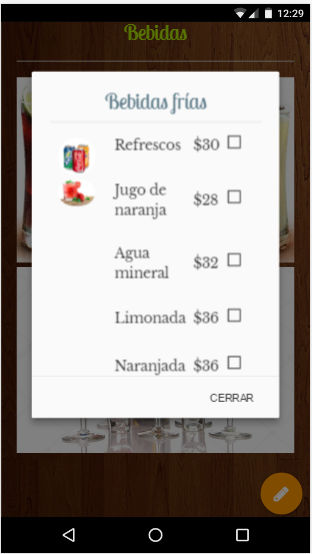 12:29
Bebidas
Bebidas frías
Refrescos $30
Jugo de
naranja $28
Agua
mineral $32
Limonada $36
Naranjada $36
CERRAR